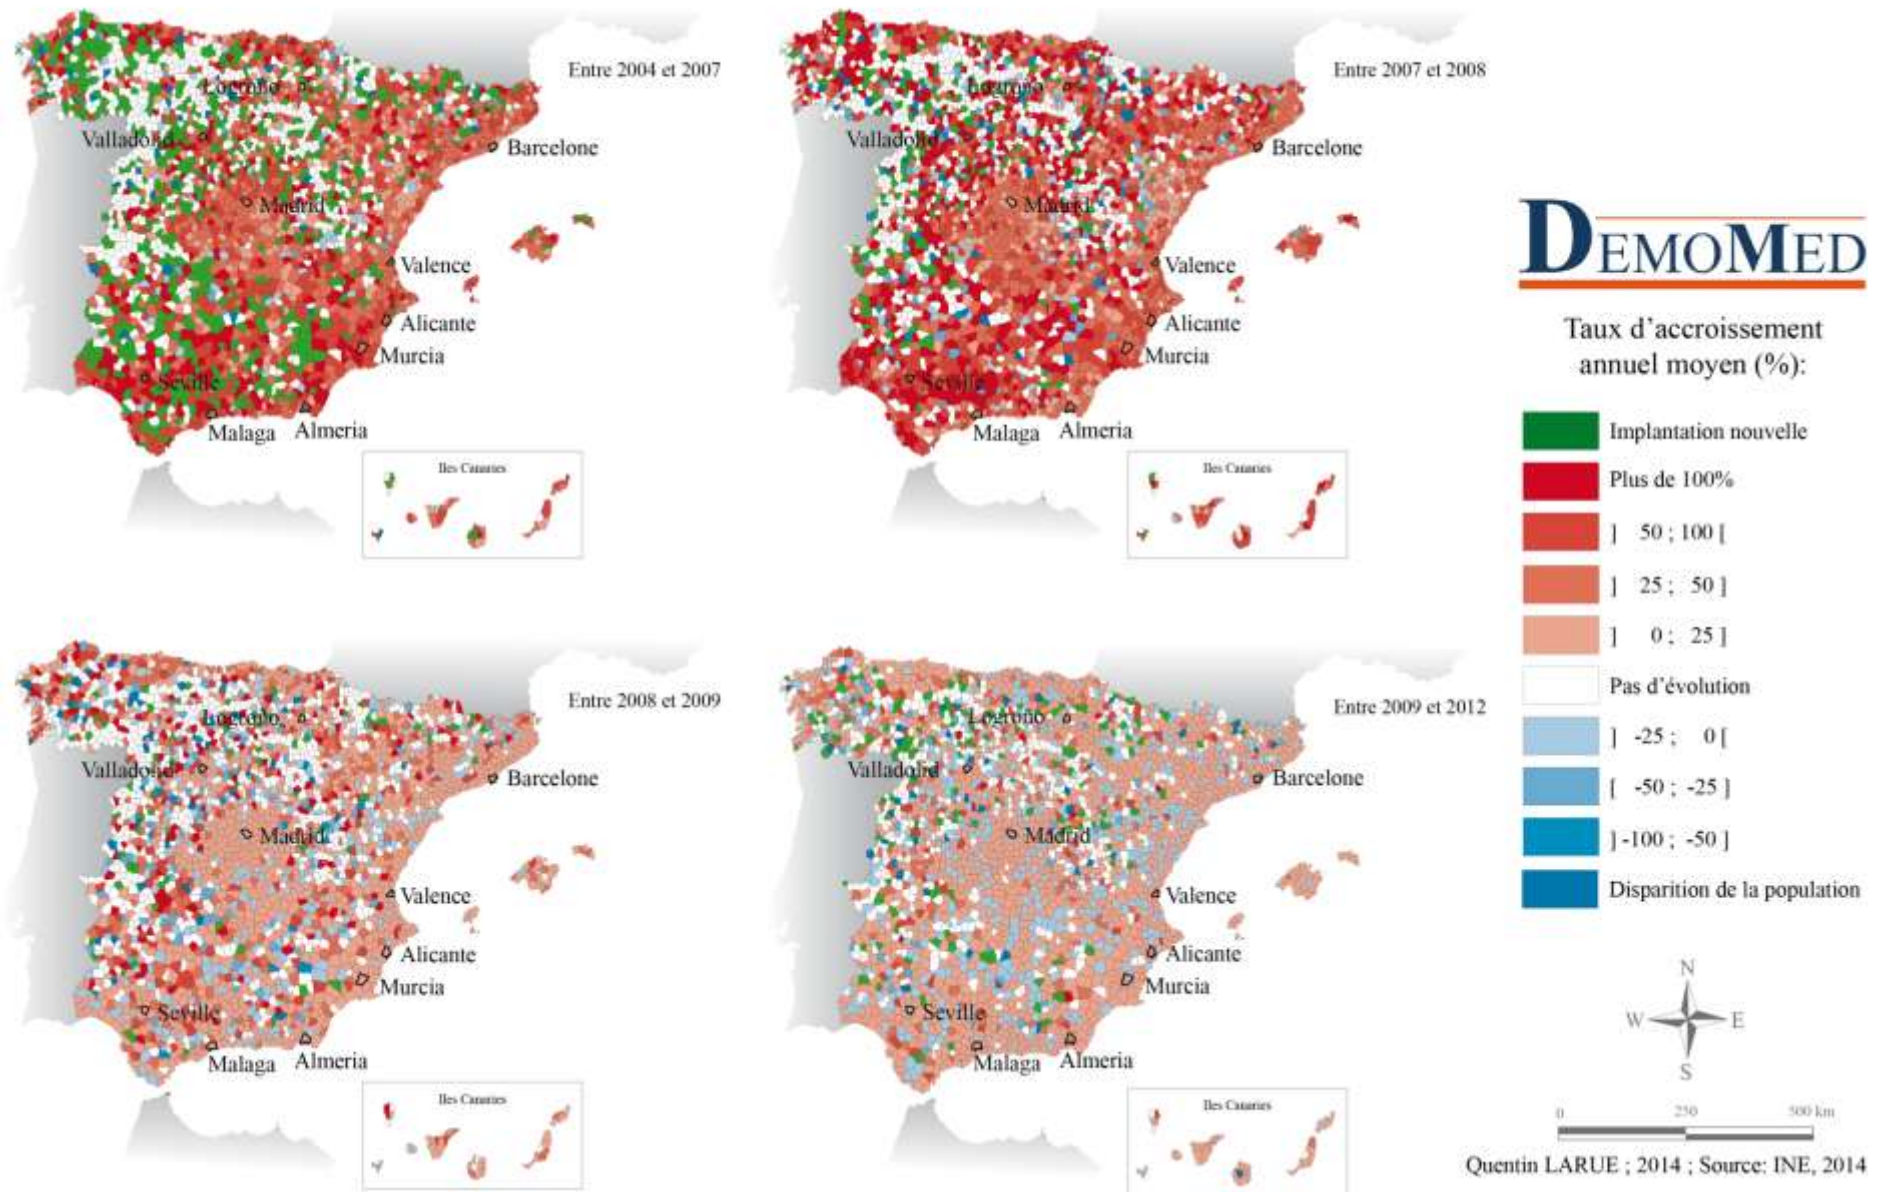 Entre 2004 et 2007
Logroño
Valladolid
Barcelone
Madrid
Valence
Alicante
Murcia
Seville
Malaga
Almeria
Iles Canaries
Entre 2007 et 2008
Logroño
Valladolid
Barcelone
Madrid
Valence
Alicante
Murcia
Seville
Malaga
Almeria
Iles Canaries
Entre 2008 et 2009
Logroño
Valladolid
Barcelone
Madrid
Valence
Alicante
Murcia
Seville
Malaga
Almeria
Iles Canaries
Entre 2009 et 2012
Logroño
Valladolid
Barcelone
Madrid
Valence
Alicante
Murcia
Seville
Malaga
Almeria
Iles Canaries
DEMOMED
Taux d'accroissement
annuel moyen (%):
Implantation nouvelle
Plus de 100%
] 50 ; 100 [
] 25 ; 50 ]
] 0 ; 25 ]
Pas d'évolution
] -25 ; 0 [
[ -50 ; -25 ]
] -100 ; -50 ]
Disparition de la population
N
W E
S
0 250 500 km
Quentin LARUE ; 2014 ; Source: INE, 2014